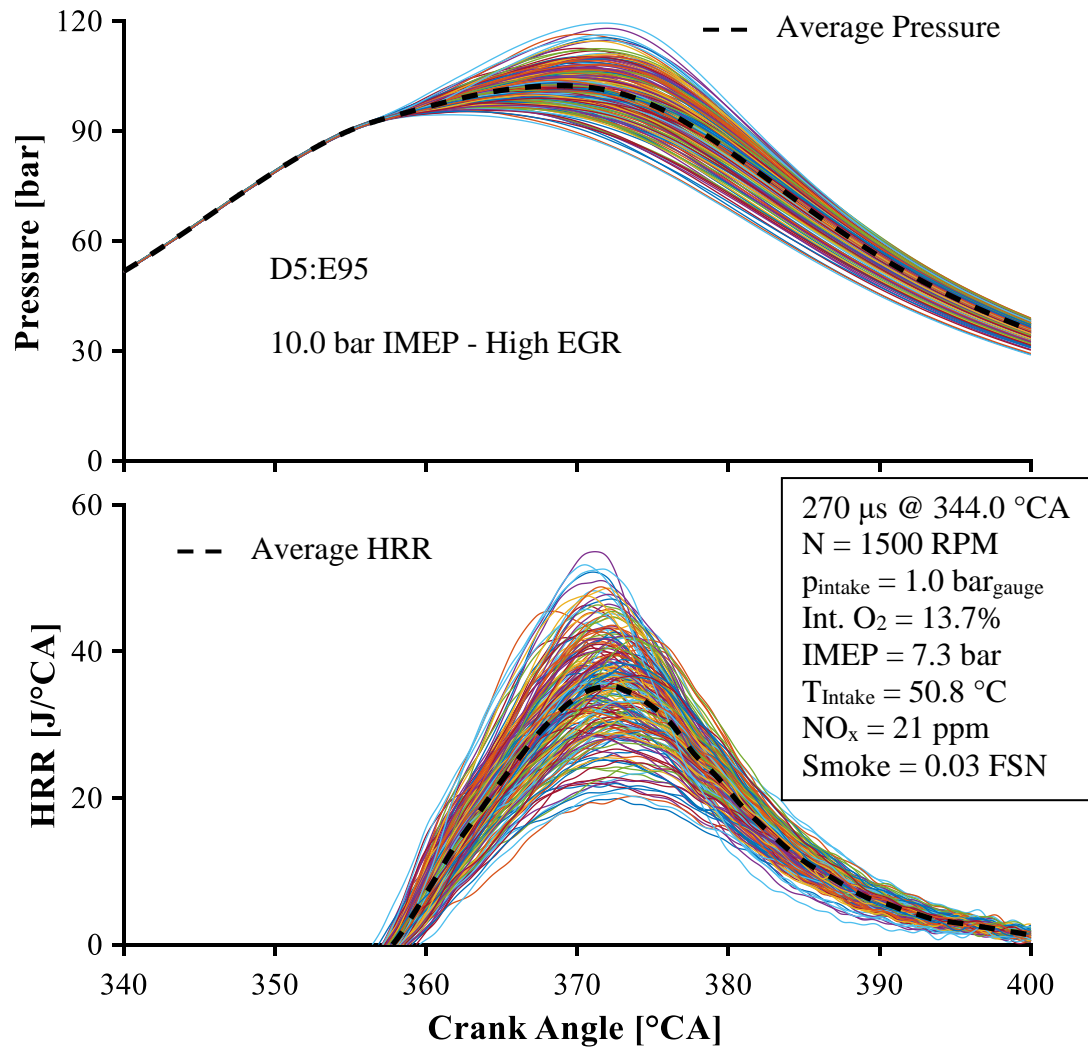 120
90
60
30
0
Pressure [bar]
Average Pressure
D5:E95
10.0 bar IMEP - High EGR
60
40
20
0
HRR [J/°CA]
Average HRR
270 μs @ 344.0 °CA
N = 1500 RPM
pintake = 1.0 bargauge
Int. O2 = 13.7%
IMEP = 7.3 bar
TIntake = 50.8 °C
NOx = 21 ppm
Smoke = 0.03 FSN
340 350 360 370 380 390 400
Crank Angle [°CA]